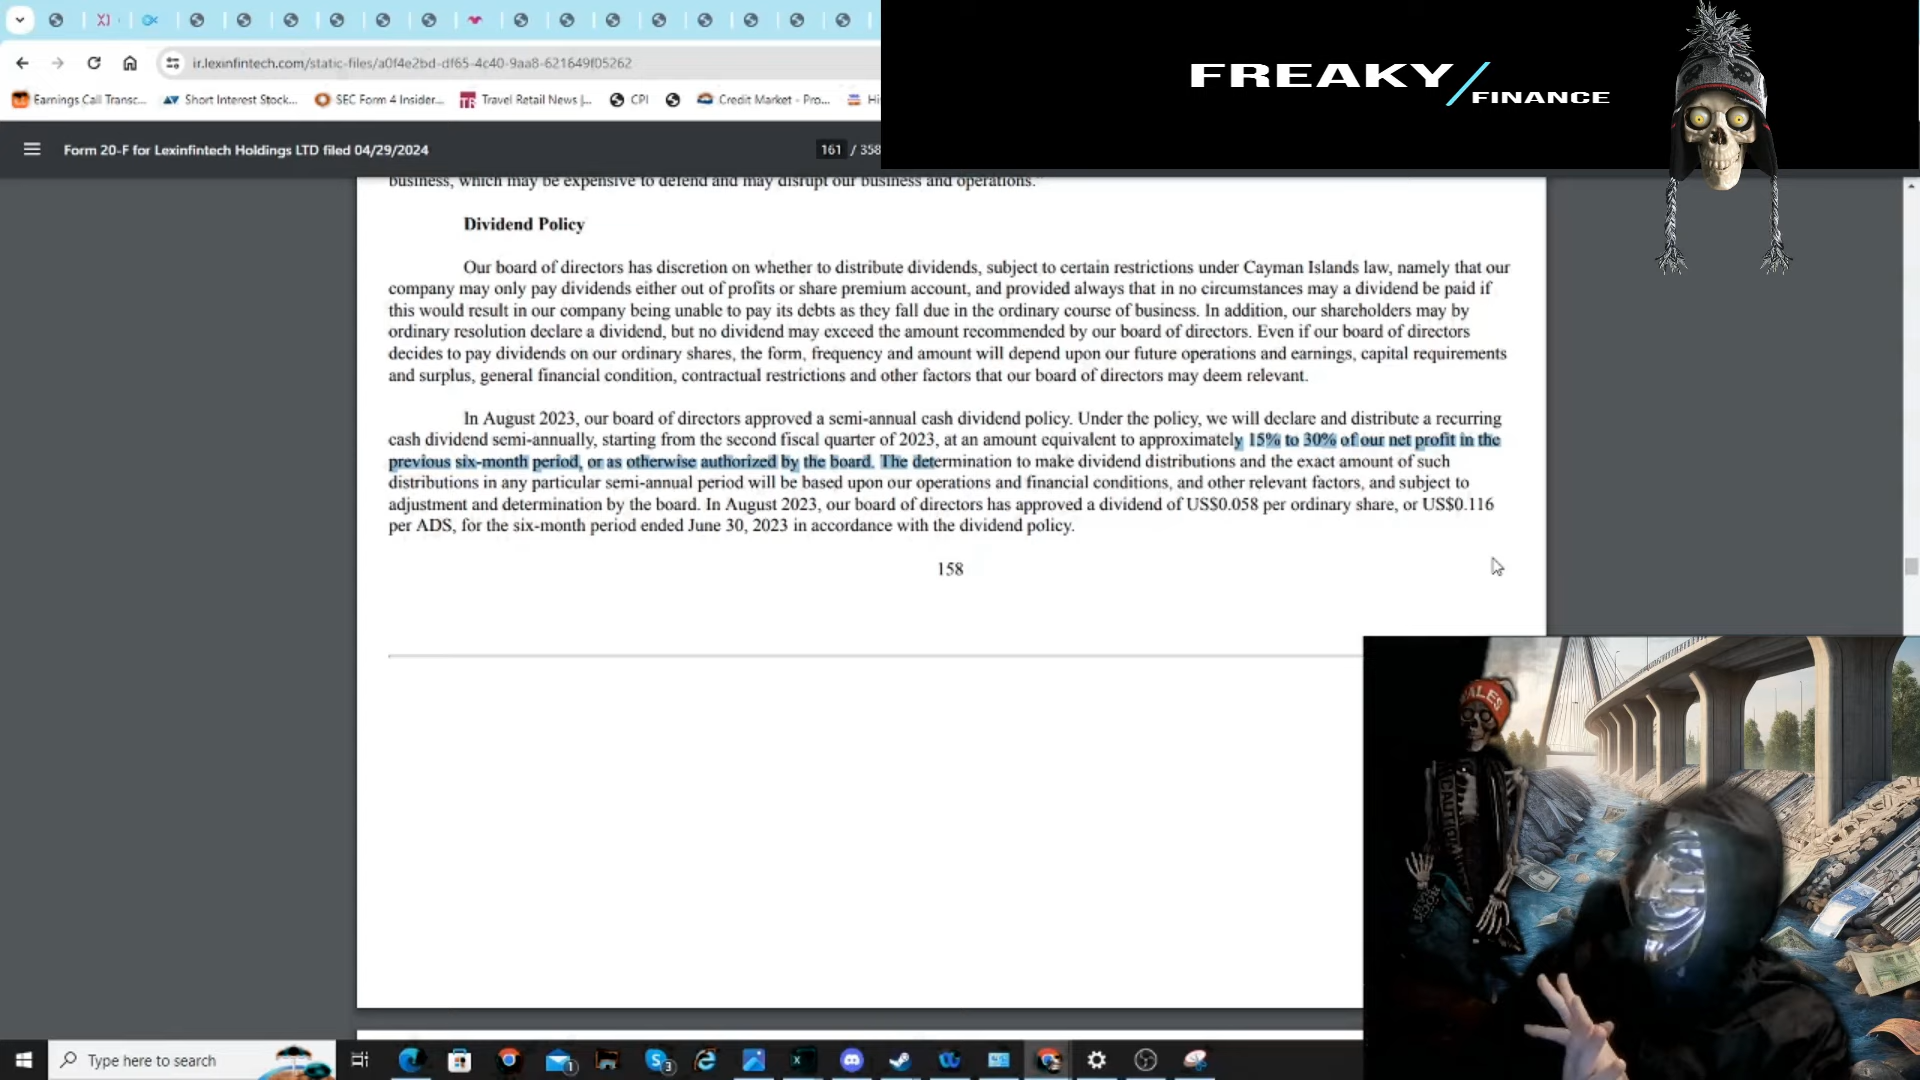 ir.lexinfintech.com/static-files/a0f4e2bd-df65-4c40-9aa8-621649f05262
Earnings Call Transc... Short Interest Stock... SEC Form 4 Insider... Travel Retail News |... CPI Credit Market - Pro... Hi
FREAKY/FINANCE
Form 20-F for Lexinfintech Holdings LTD filed 04/29/2024 161 / 358
business, which may be expensive to defend and may disrupt our business and operations."
Dividend Policy
Our board of directors has discretion on whether to distribute dividends, subject to certain restrictions under Cayman Islands law, namely that our
company may only pay dividends either out of profits or share premium account, and provided always that in no circumstances may a dividend be paid if
this would result in our company being unable to pay its debts as they fall due in the ordinary course of business. In addition, our shareholders may by
ordinary resolution declare a dividend, but no dividend may exceed the amount recommended by our board of directors. Even if our board of directors
decides to pay dividends on our ordinary shares, the form, frequency and amount will depend upon our future operations and earnings, capital requirements
and surplus, general financial condition, contractual restrictions and other factors that our board of directors may deem relevant.
In August 2023, our board of directors approved a semi-annual cash dividend policy. Under the policy, we will declare and distribute a recurring
cash dividend semi-annually, starting from the second fiscal quarter of 2023, at an amount equivalent to approximately 15% to 30% of our net profit in the
previous six-month period, or as otherwise authorized by the board. The determination to make dividend distributions and the exact amount of such
distributions in any particular semi-annual period will be based upon our operations and financial conditions, and other relevant factors, and subject to
adjustment and determination by the board. In August 2023, our board of directors has approved a dividend of US$0.058 per ordinary share, or US$0.116
per ADS, for the six-month period ended June 30, 2023 in accordance with the dividend policy.
158
WALES
CAUTION
Type here to search
1
3